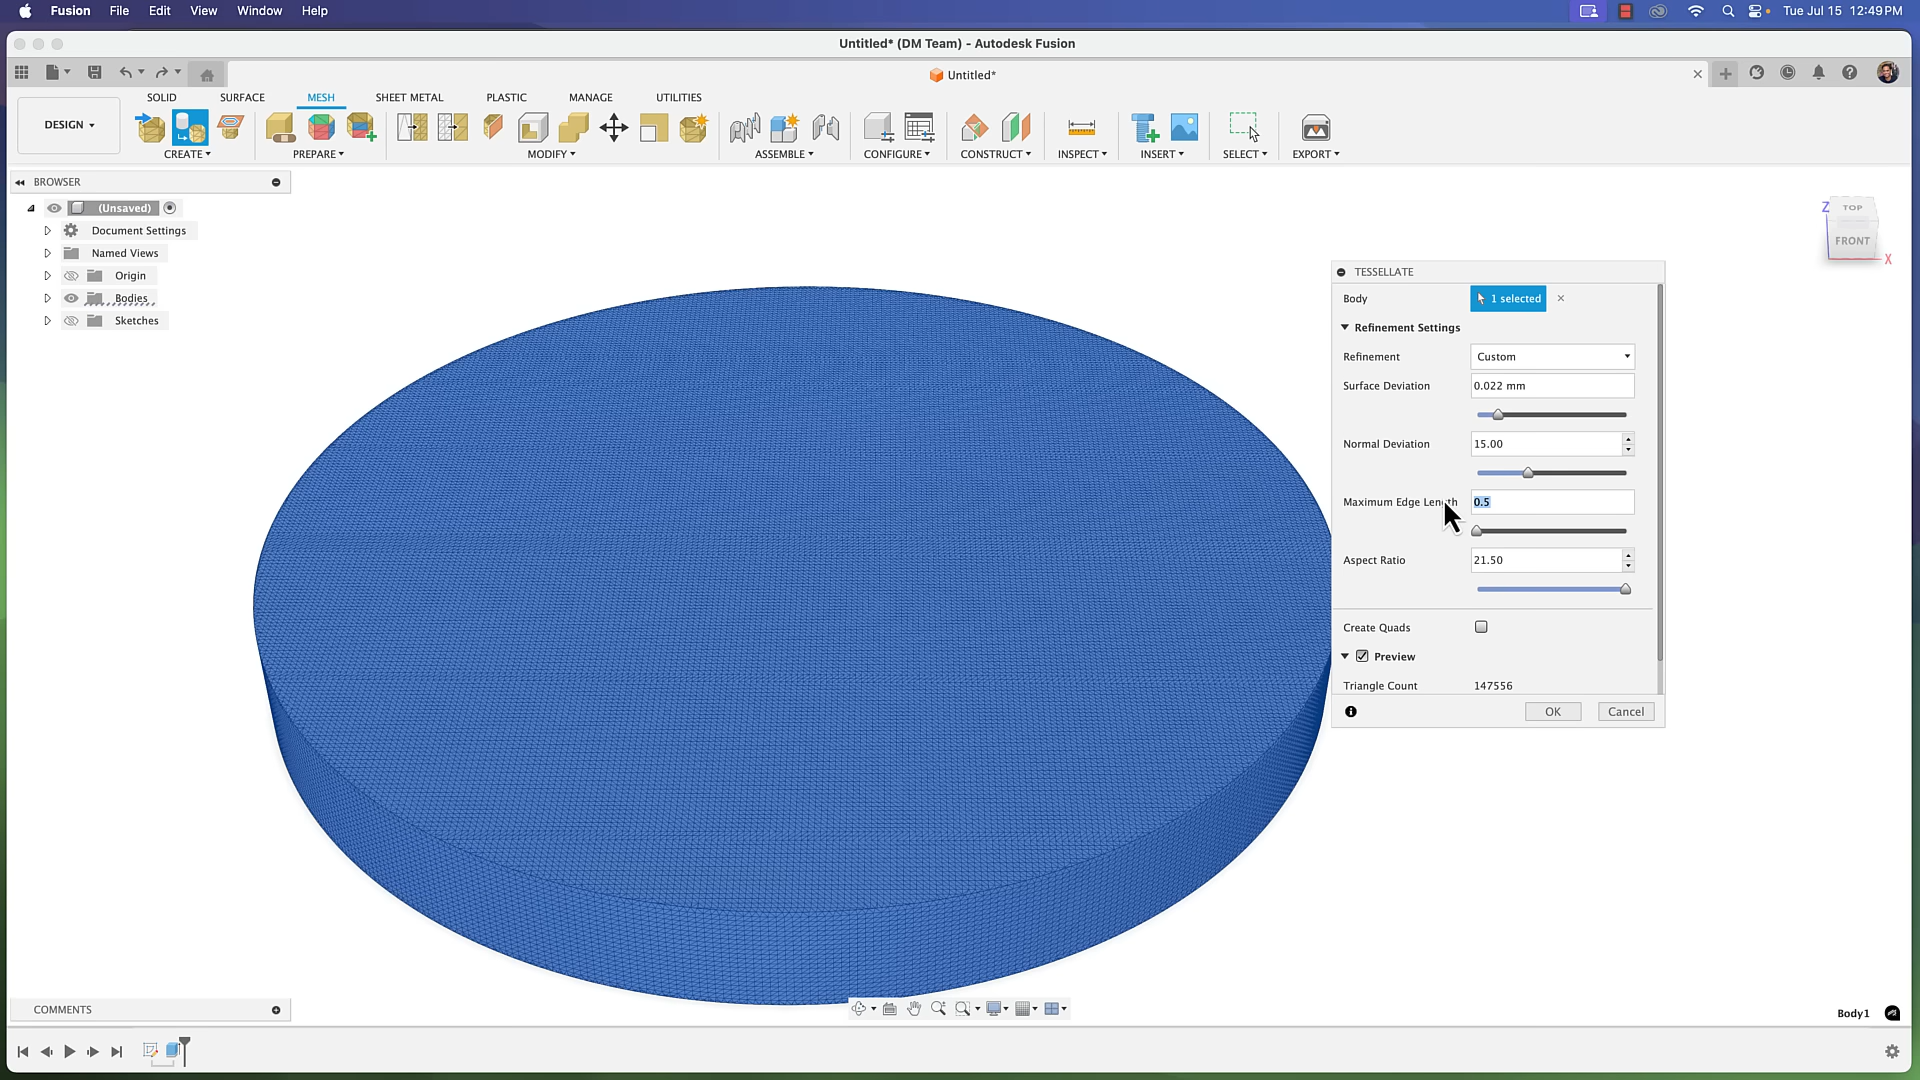 Fusion File Edit View Window Help Tue Jul 15 12:49 PM
Untitled* (DM Team) - Autodesk Fusion
Untitled*
SOLID SURFACE MESH SHEET METAL PLASTIC MANAGE UTILITIES
DESIGN
CREATE PREPARE MODIFY ASSEMBLE CONFIGURE CONSTRUCT INSPECT INSERT SELECT EXPORT
BROWSER
(Unsaved)
Document Settings
Named Views
Origin
Bodies
Sketches
Z TOP
FRONT
X
TESSELLATE
Body 1 selected
Refinement Settings
Refinement Custom
Surface Deviation 0.022 mm
Normal Deviation 15.00
Maximum Edge Length 0.5
Aspect Ratio 21.50
Create Quads
Preview
Triangle Count 147556
OK Cancel
COMMENTS
Body1